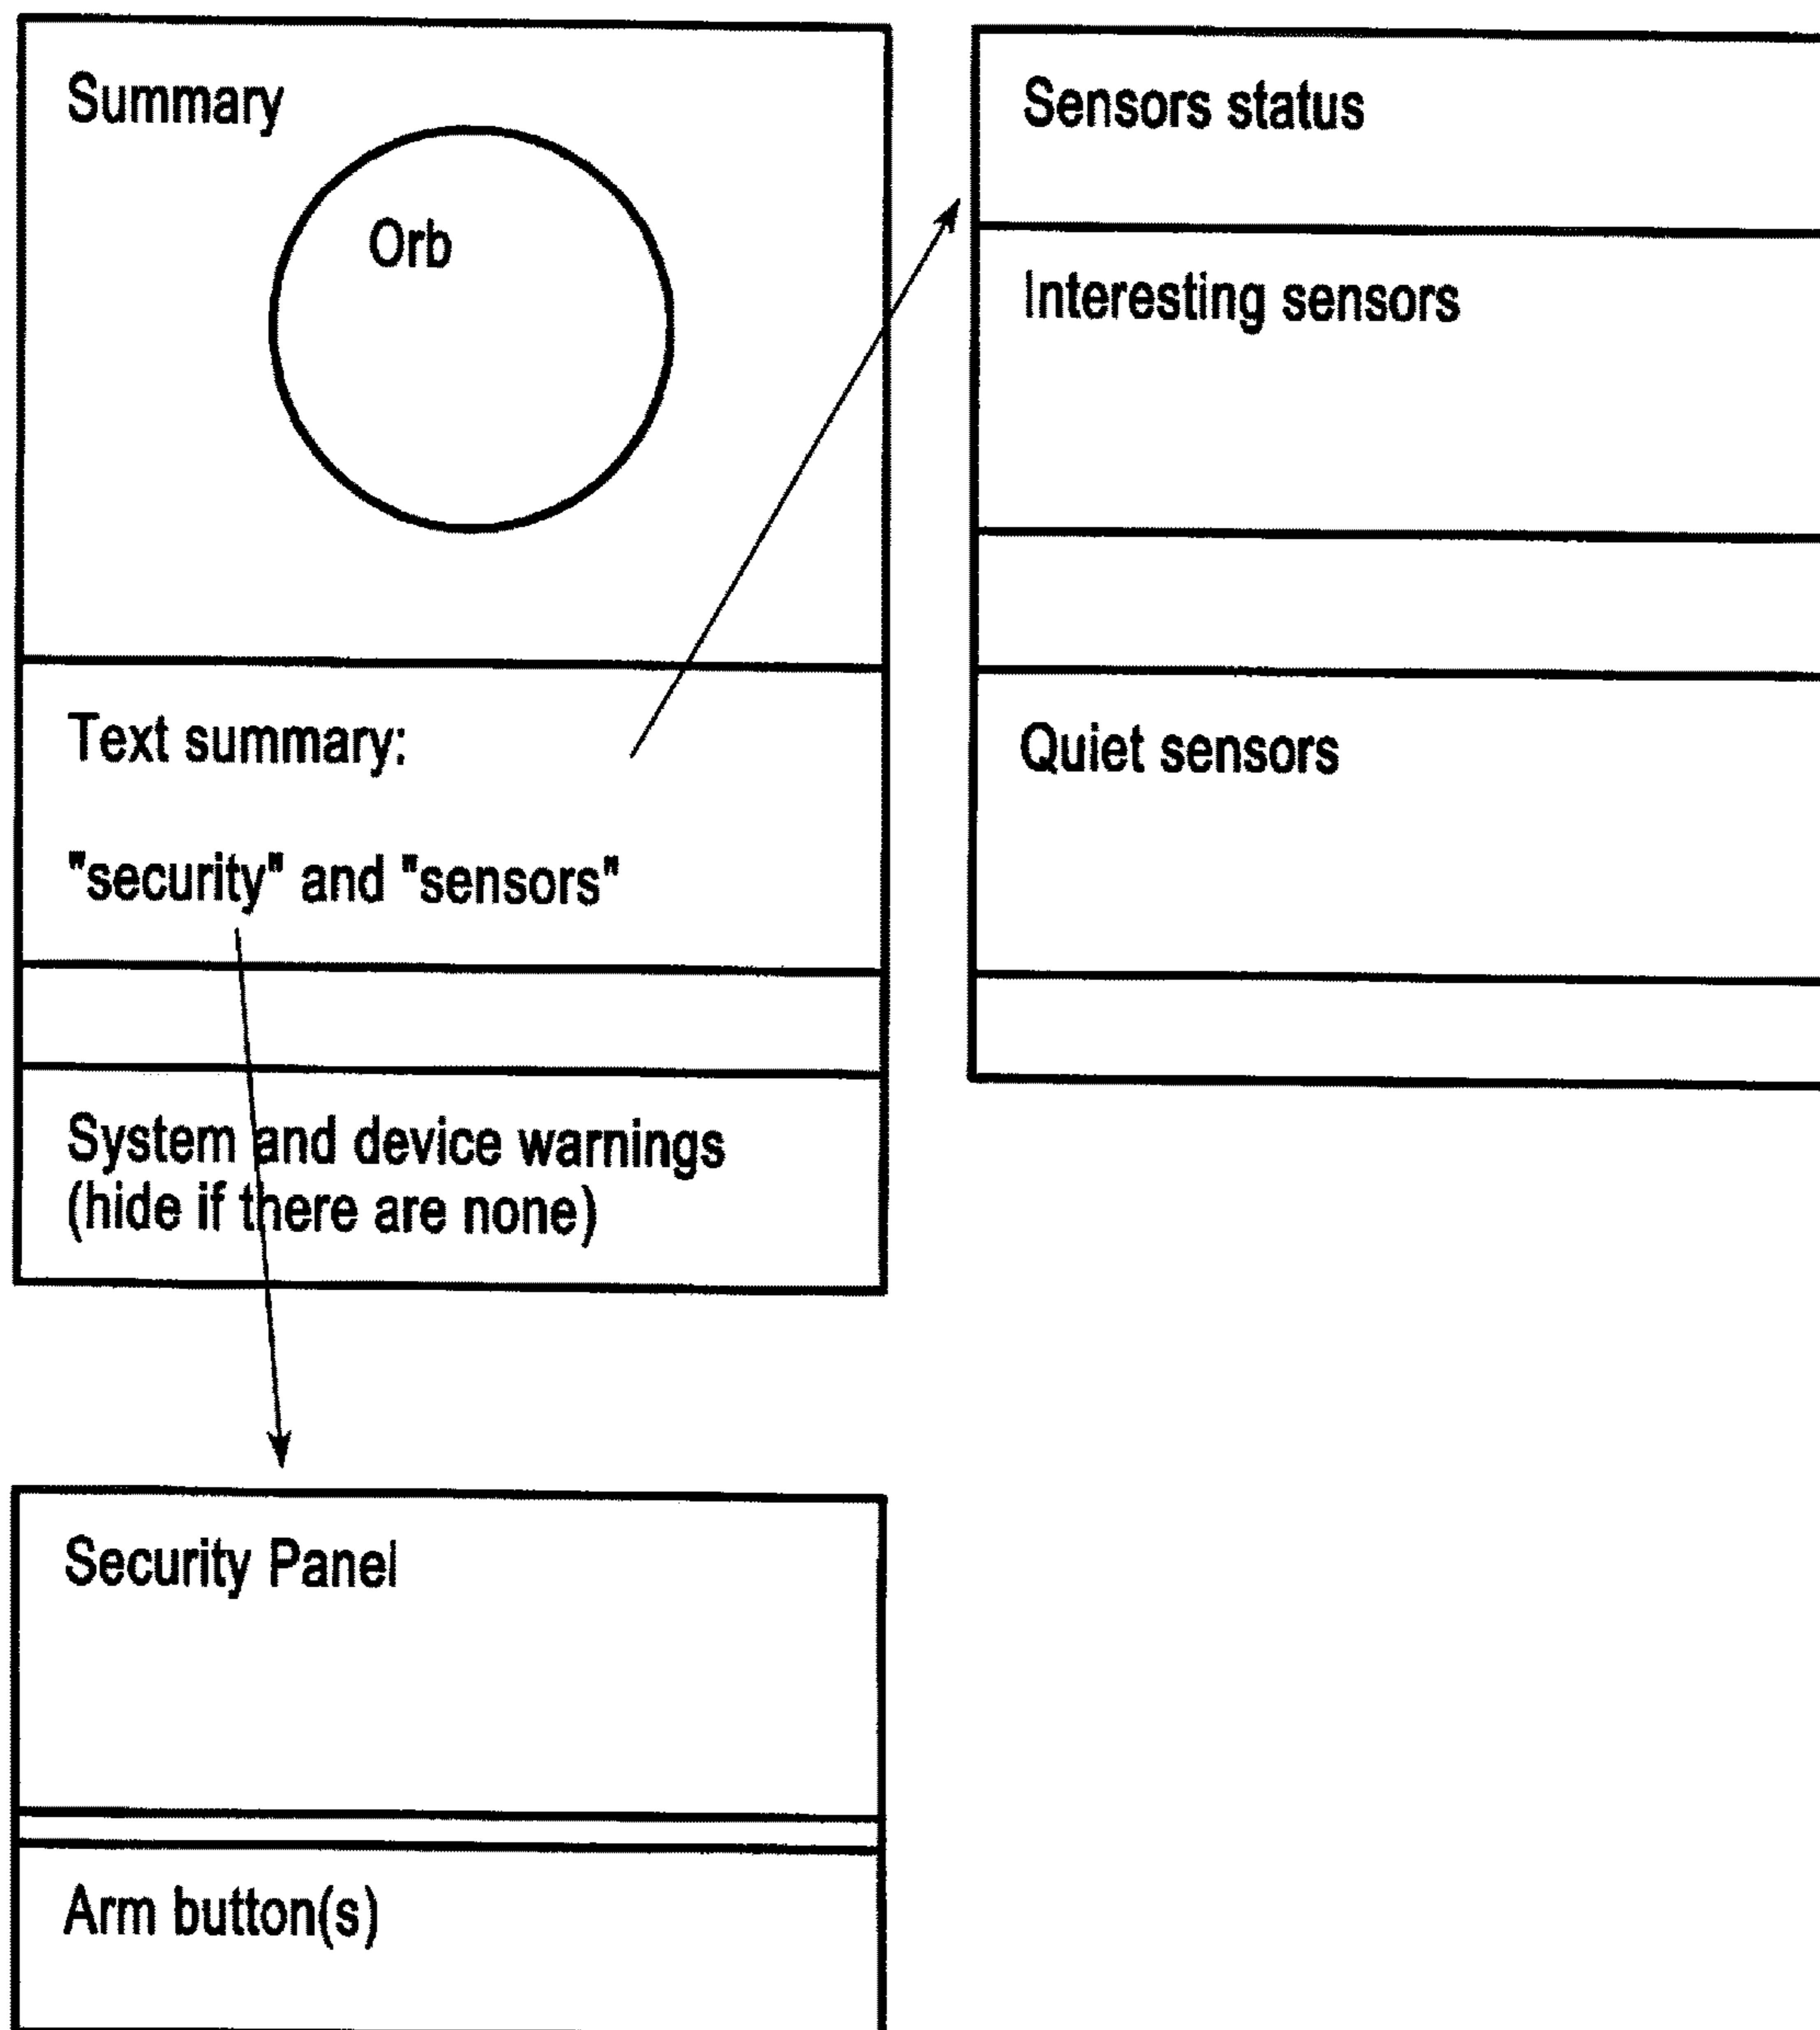 Summary
Orb
Text summary:
"security" and "sensors"
System and device warnings
(hide if there are none)
Sensors status
Interesting sensors
Quiet sensors
Security Panel
Arm button(s)